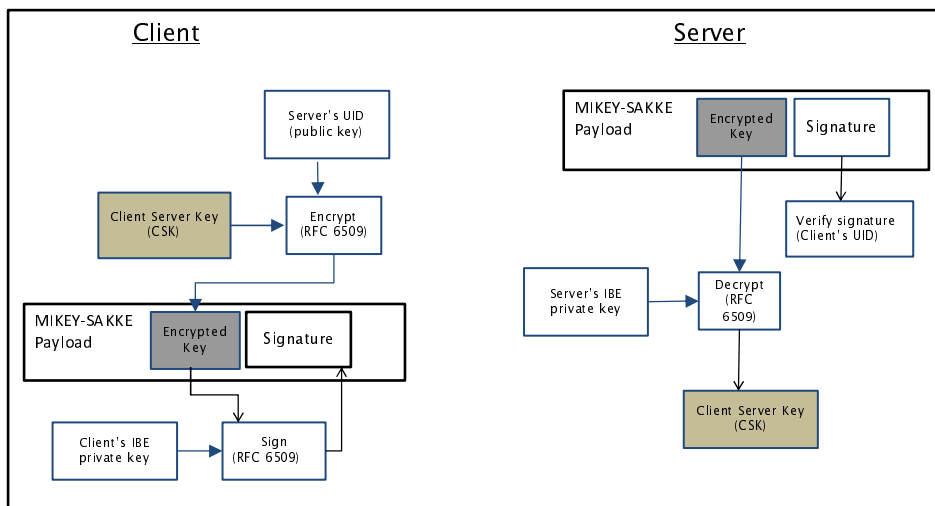 Client
Server's UID
(public key)
Client Server Key
(CSK)
Encrypt
(RFC 6509)
MIKEY-SAKKE
Payload
Encrypted
Key
Signature
Client's IBE
private key
Sign
(RFC 6509)
Server
MIKEY-SAKKE
Payload
Encrypted
Key
Signature
Verify signature
(Client's UID)
Server's IBE
private key
Decrypt
(RFC
6509)
Client Server Key
(CSK)